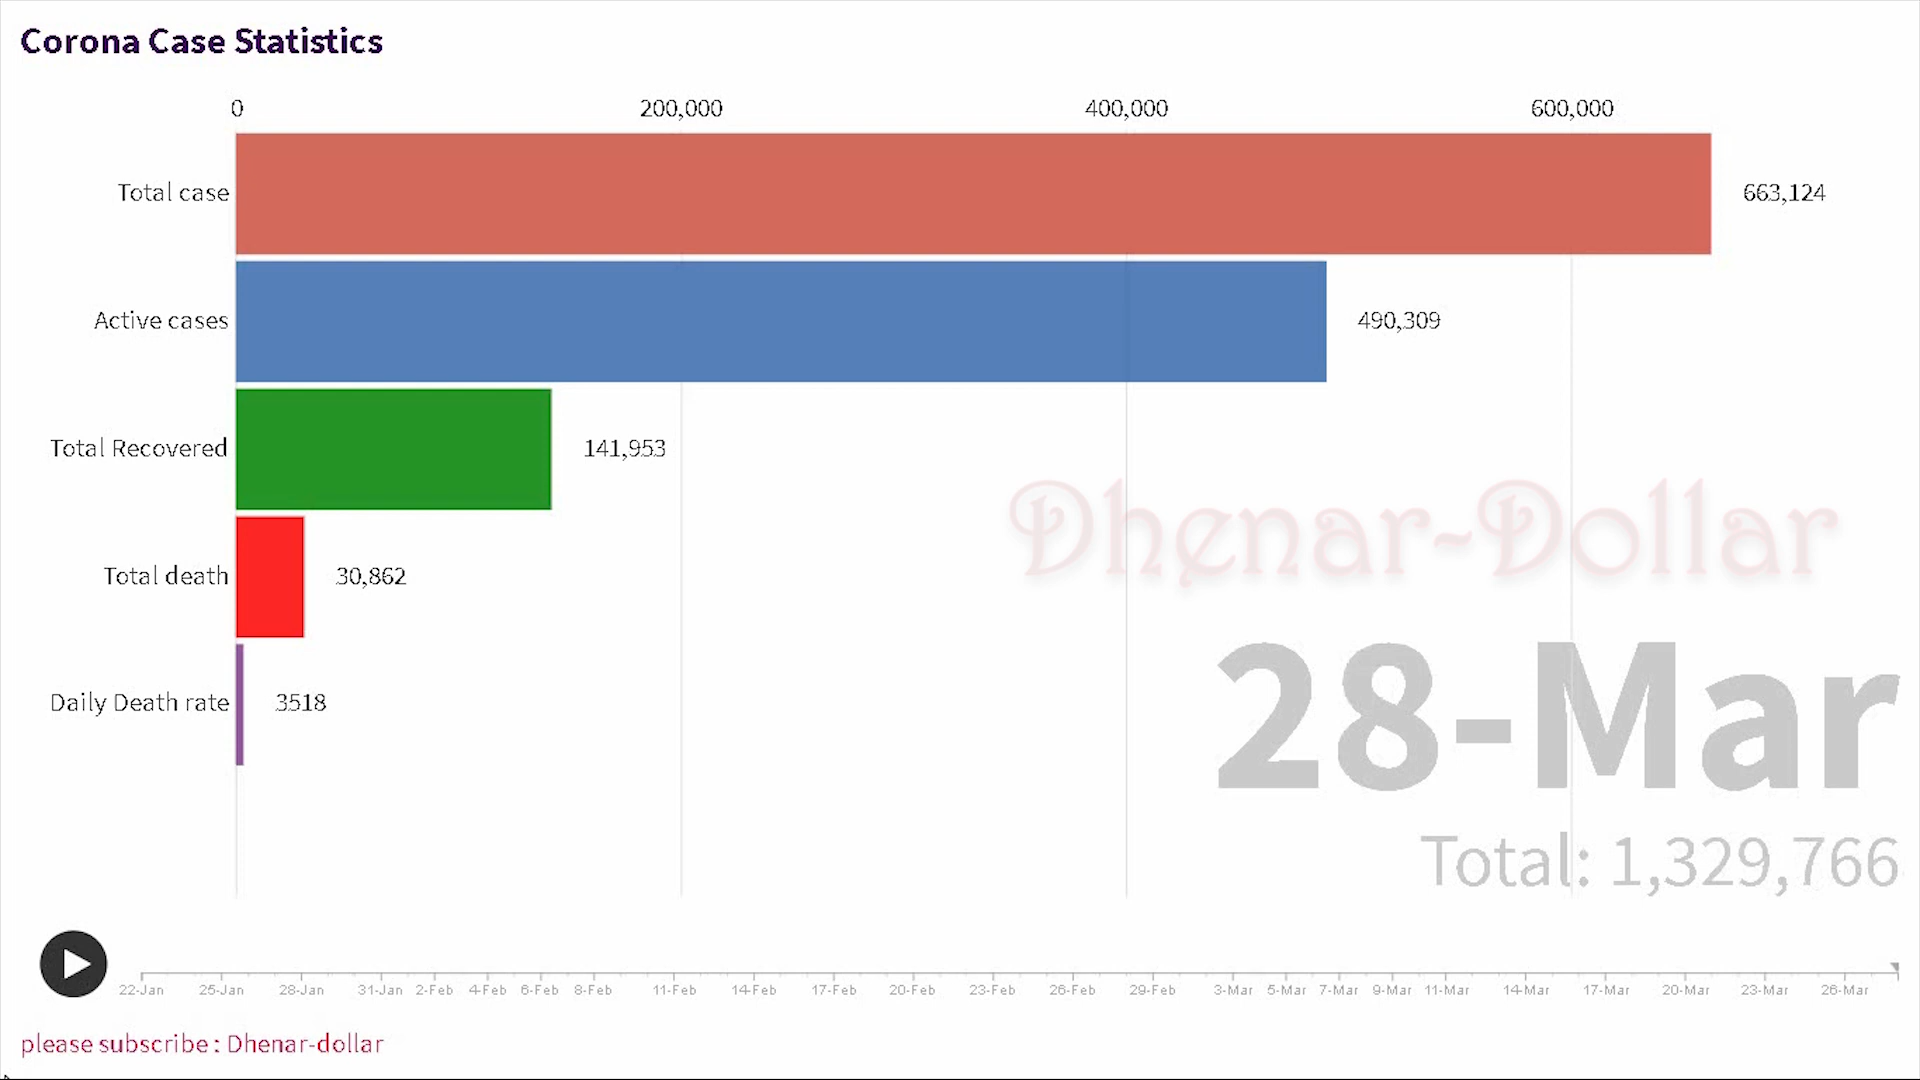 Corona Case Statistics
0 200,000 400,000 600,000
Total case 663,124
Active cases 490,309
Total Recovered 141,953
Dhenar-Dollar
Total death 30,862
Daily Death rate 3518
28-Mar
Total: 1,329,766
22-Jan 25-Jan 28-Jan 31-Jan 2-Feb 4-Feb 6-Feb 8-Feb 11-Feb 14-Feb 17-Feb 20-Feb 23-Feb 26-Feb 29-Feb 3-Mar 5-Mar 7-Mar 9-Mar 11-Mar 14-Mar 17-Mar 20-Mar 23-Mar 26-Mar
please subscribe : Dhenar-dollar